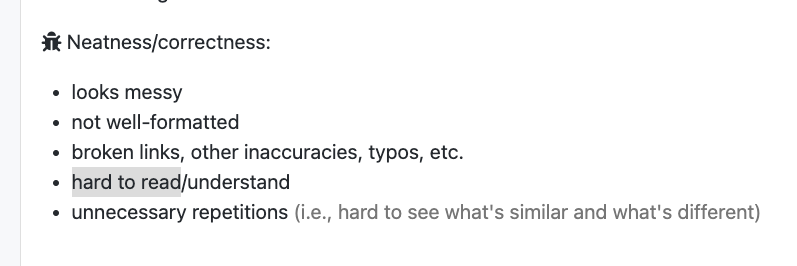 Neatness/correctness:
looks messy
not well-formatted
broken links, other inaccuracies, typos, etc.
hard to read/understand
unnecessary repetitions (i.e., hard to see what's similar and what's different)